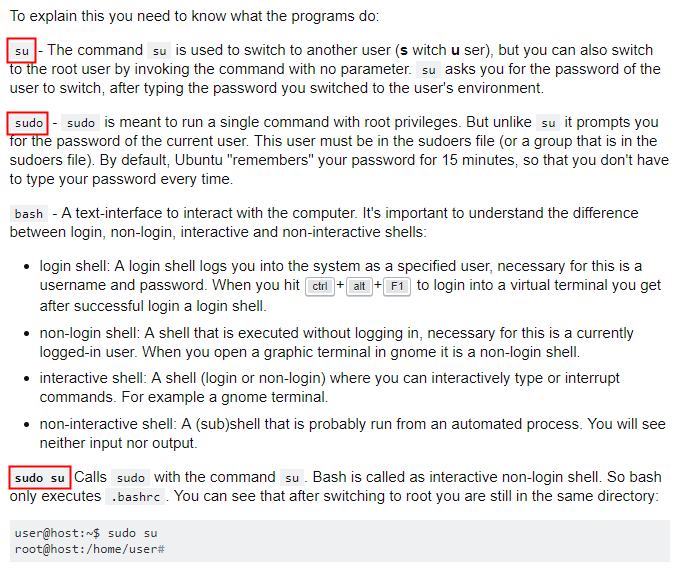 To explain this you need to know what the programs do:
su - The command su is used to switch to another user (s witch u ser), but you can also switch
to the root user by invoking the command with no parameter. su asks you for the password of the
user to switch, after typing the password you switched to the user's environment.
sudo - sudo is meant to run a single command with root privileges. But unlike su it prompts you
for the password of the current user. This user must be in the sudoers file (or a group that is in the
sudoers file). By default, Ubuntu "remembers" your password for 15 minutes, so that you don't have
to type your password every time.
bash - A text-interface to interact with the computer. It's important to understand the difference
between login, non-login, interactive and non-interactive shells:
• login shell: A login shell logs you into the system as a specified user, necessary for this is a
username and password. When you hit ctrl + alt + F1 to login into a virtual terminal you get
after successful login a login shell.
• non-login shell: A shell that is executed without logging in, necessary for this is a currently
logged-in user. When you open a graphic terminal in gnome it is a non-login shell.
• interactive shell: A shell (login or non-login) where you can interactively type or interrupt
commands. For example a gnome terminal.
• non-interactive shell: A (sub)shell that is probably run from an automated process. You will see
neither input nor output.
sudo su Calls sudo with the command su . Bash is called as interactive non-login shell. So bash
only executes .bashrc . You can see that after switching to root you are still in the same directory:
user@host:~$ sudo su
root@host:/home/user#